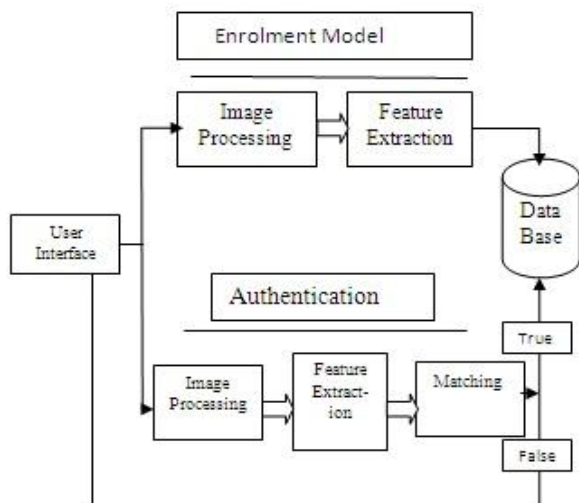 Enrolment Model
Image
Processing
Feature
Extraction
Data
Base
User
Interface
Authentication
True
Image
Processing
Feature
Extract-
ion
Matching
False